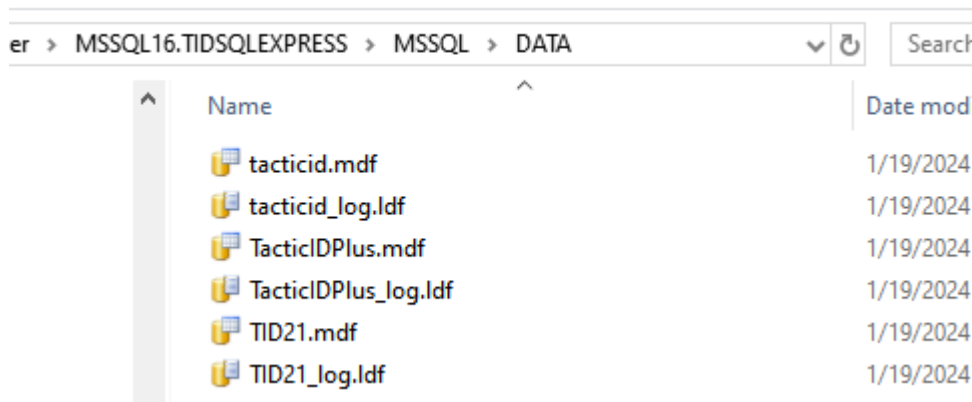 er > MSSQL16.TIDSQLEXPRESS > MSSQL > DATA
Search
Name
Date mod
tacticid.mdf 1/19/2024
tacticid_log.ldf 1/19/2024
TacticIDPlus.mdf 1/19/2024
TacticIDPlus_log.ldf 1/19/2024
TID21.mdf 1/19/2024
TID21_log.ldf 1/19/2024